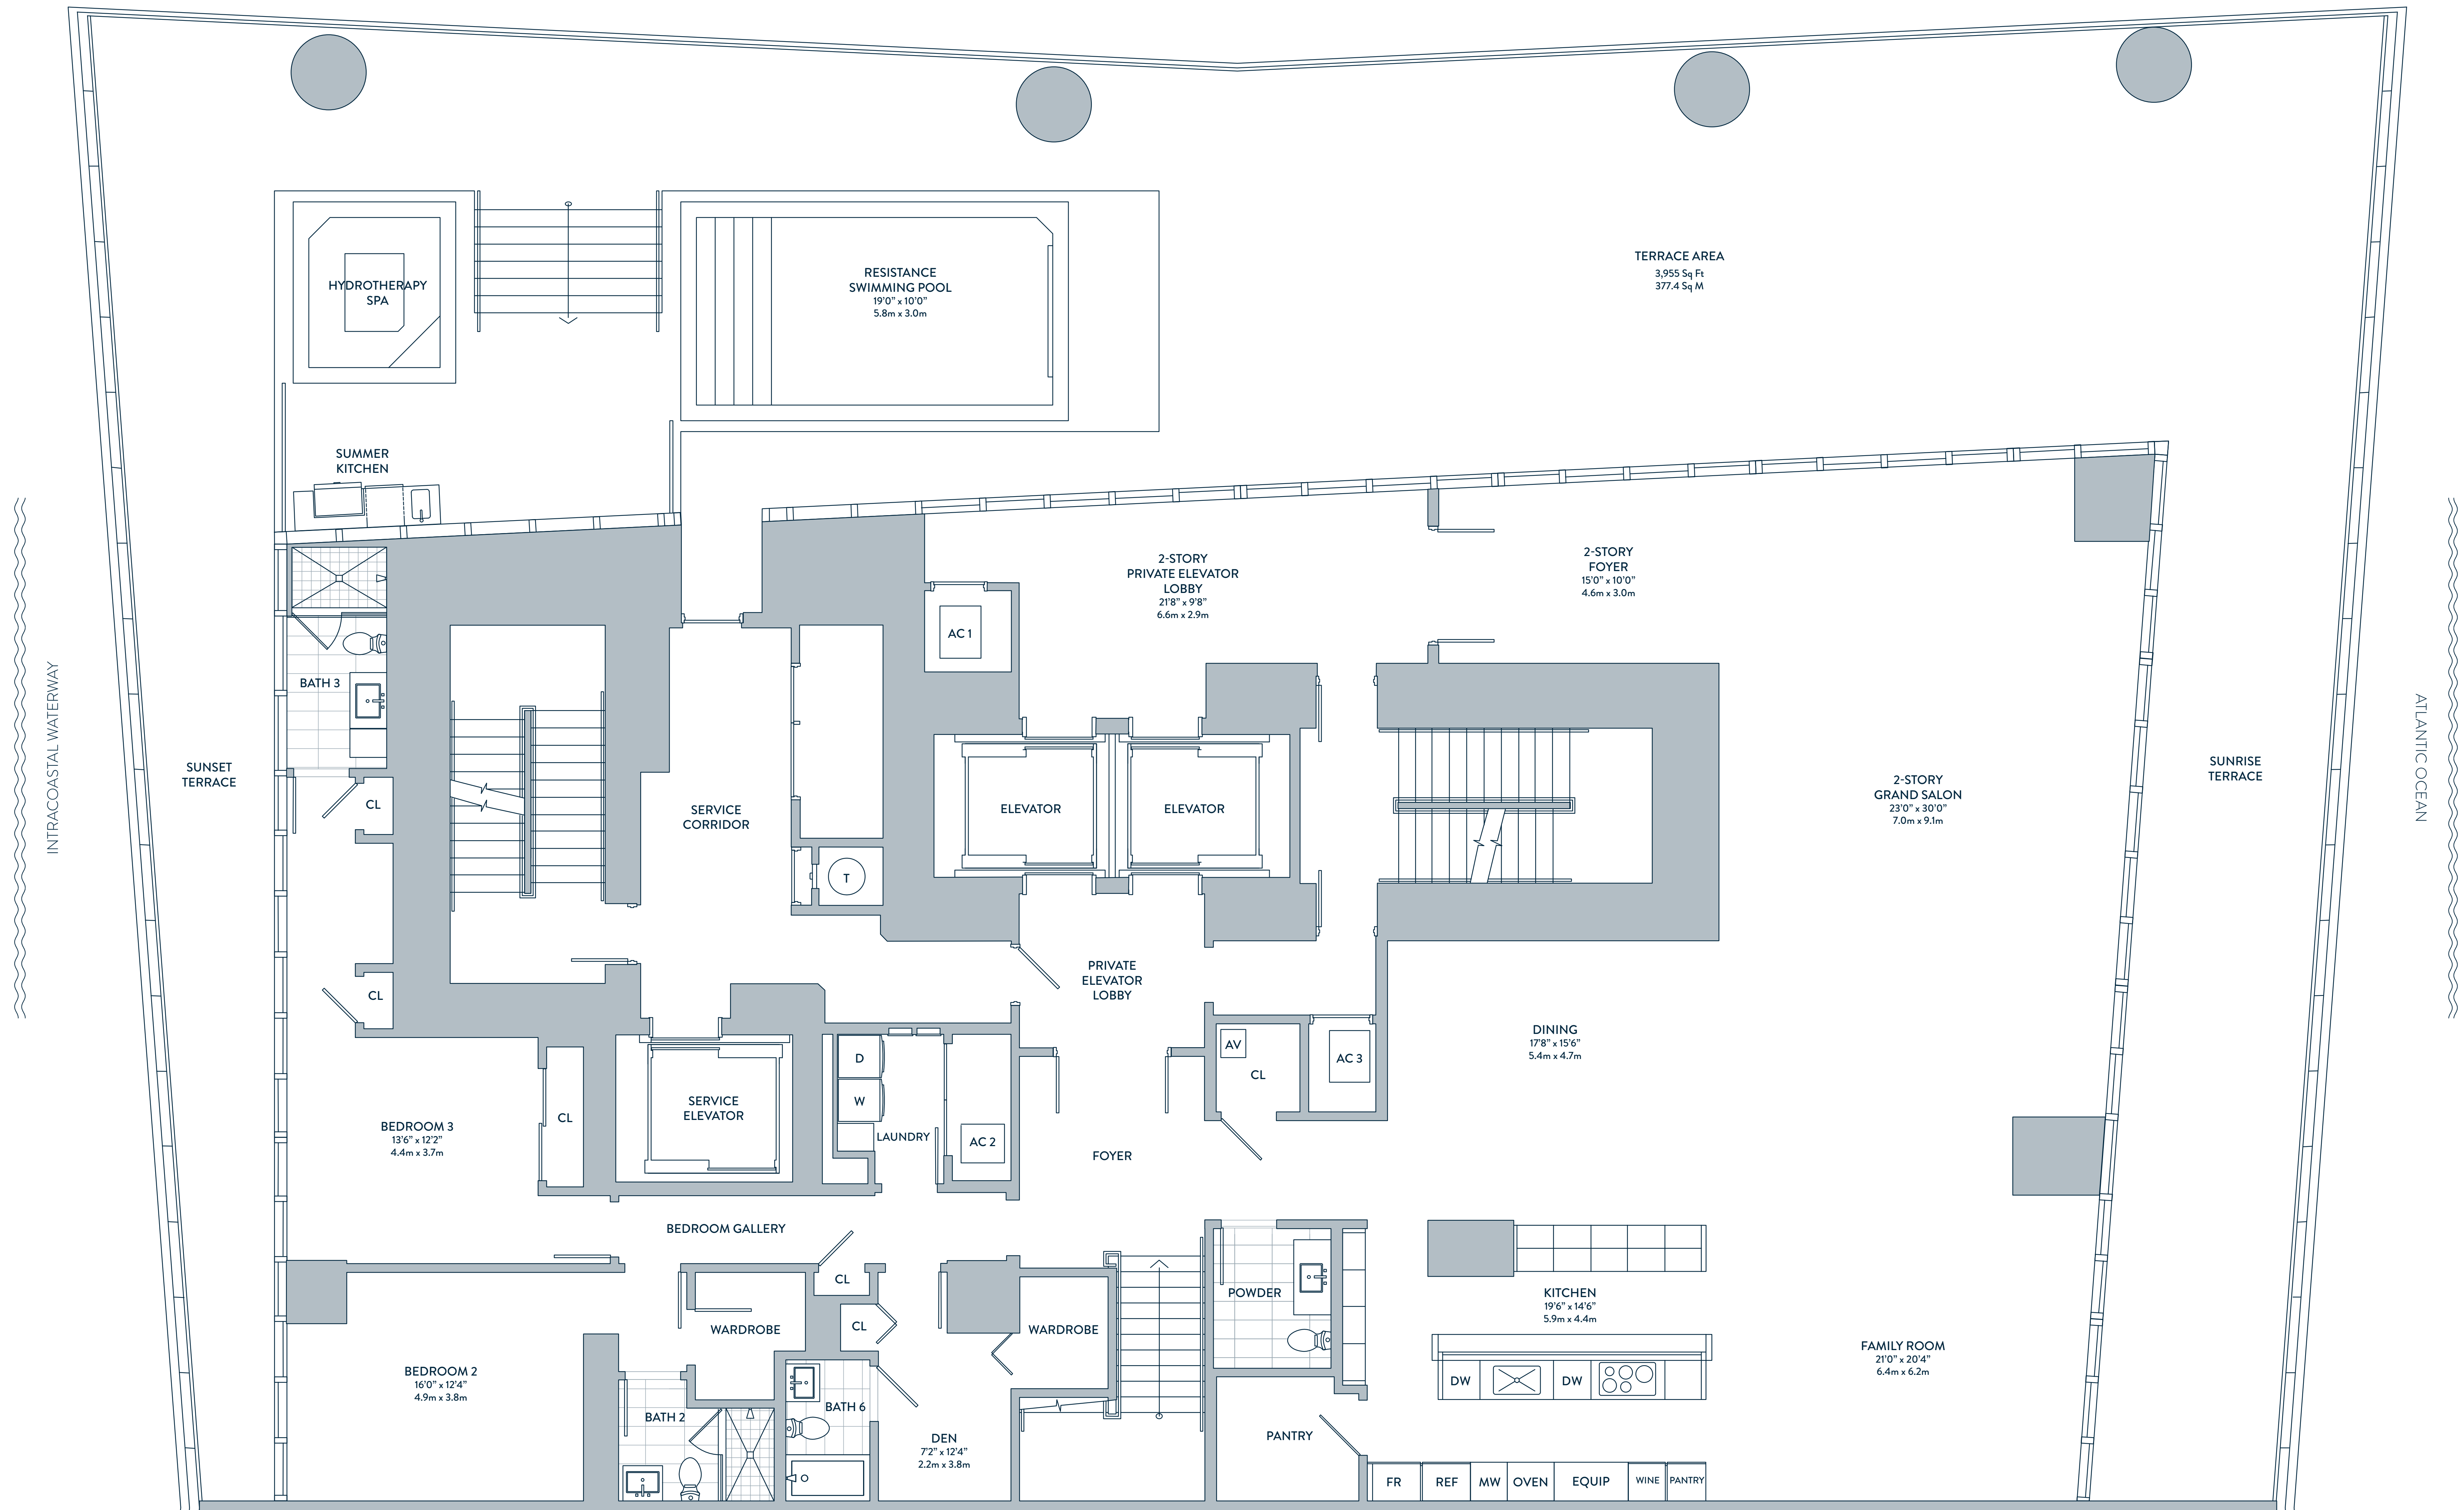 TERRACE AREA
3,955 Sq Ft
377.4 Sq M
HYDROTHERAPY
SPA
RESISTANCE
SWIMMING POOL
19'0" x 10'0"
5.8m x 3.0m
SUMMER
KITCHEN
2-STORY
PRIVATE ELEVATOR
LOBBY
21'8" x 9'8"
6.6m x 2.9m
2-STORY
FOYER
15'0" x 10'0"
4.6m x 3.0m
AC 1
BATH 3
INTRACOASTAL WATERWAY
SUNSET
TERRACE
CL
SERVICE
CORRIDOR
ELEVATOR
ELEVATOR
2-STORY
GRAND SALON
23'0" x 30'0"
7.0m x 9.1m
SUNRISE
TERRACE
ATLANTIC OCEAN
T
CL
PRIVATE
ELEVATOR
LOBBY
DINING
17'8" x 15'6"
5.4m x 4.7m
D
W
LAUNDRY
AC 2
AV
CL
AC 3
BEDROOM 3
13'6" x 12'2"
4.4m x 3.7m
CL
SERVICE
ELEVATOR
FOYER
BEDROOM GALLERY
CL
WARDROBE
CL
WARDROBE
POWDER
KITCHEN
19'6" x 14'6"
5.9m x 4.4m
FAMILY ROOM
21'0" x 20'4"
6.4m x 6.2m
BEDROOM 2
16'0" x 12'4"
4.9m x 3.8m
DW
DW
BATH 2
BATH 6
DEN
7'2" x 12'4"
2.2m x 3.8m
PANTRY
FR
REF
MW
OVEN
EQUIP
WINE
PANTRY